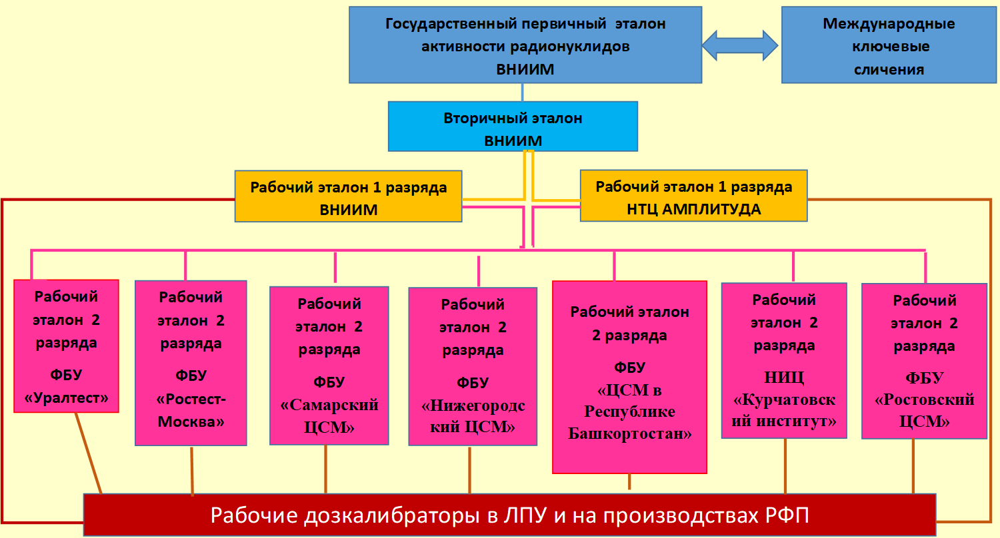 Государственный первичный эталон
активности радионуклидов
ВНИИМ
Международные
ключевые
сличения
Вторичный эталон
ВНИИМ
Рабочий эталон 1 разряда
ВНИИМ
Рабочий эталон 1 разряда
НТЦ АМПЛИТУДА
Рабочий
эталон 2
разряда
ФБУ
«Уралтест»
Рабочий
эталон 2
разряда
ФБУ
«Ростест-
Москва»
Рабочий
эталон 2
разряда
ФБУ
«Самарский
ЦСМ»
Рабочий
эталон 2
разряда
ФБУ
«Нижегородс
кий ЦСМ»
Рабочий эталон
2 разряда
ФБУ
«ЦСМ в
Республике
Башкортостан»
Рабочий
эталон 2
разряда
НИЦ
«Курчатовск
ий институт»
Рабочий
эталон 2
разряда
ФБУ
«Ростовский
ЦСМ»
Рабочие дозкалибраторы в ЛПУ и на производствах РФП